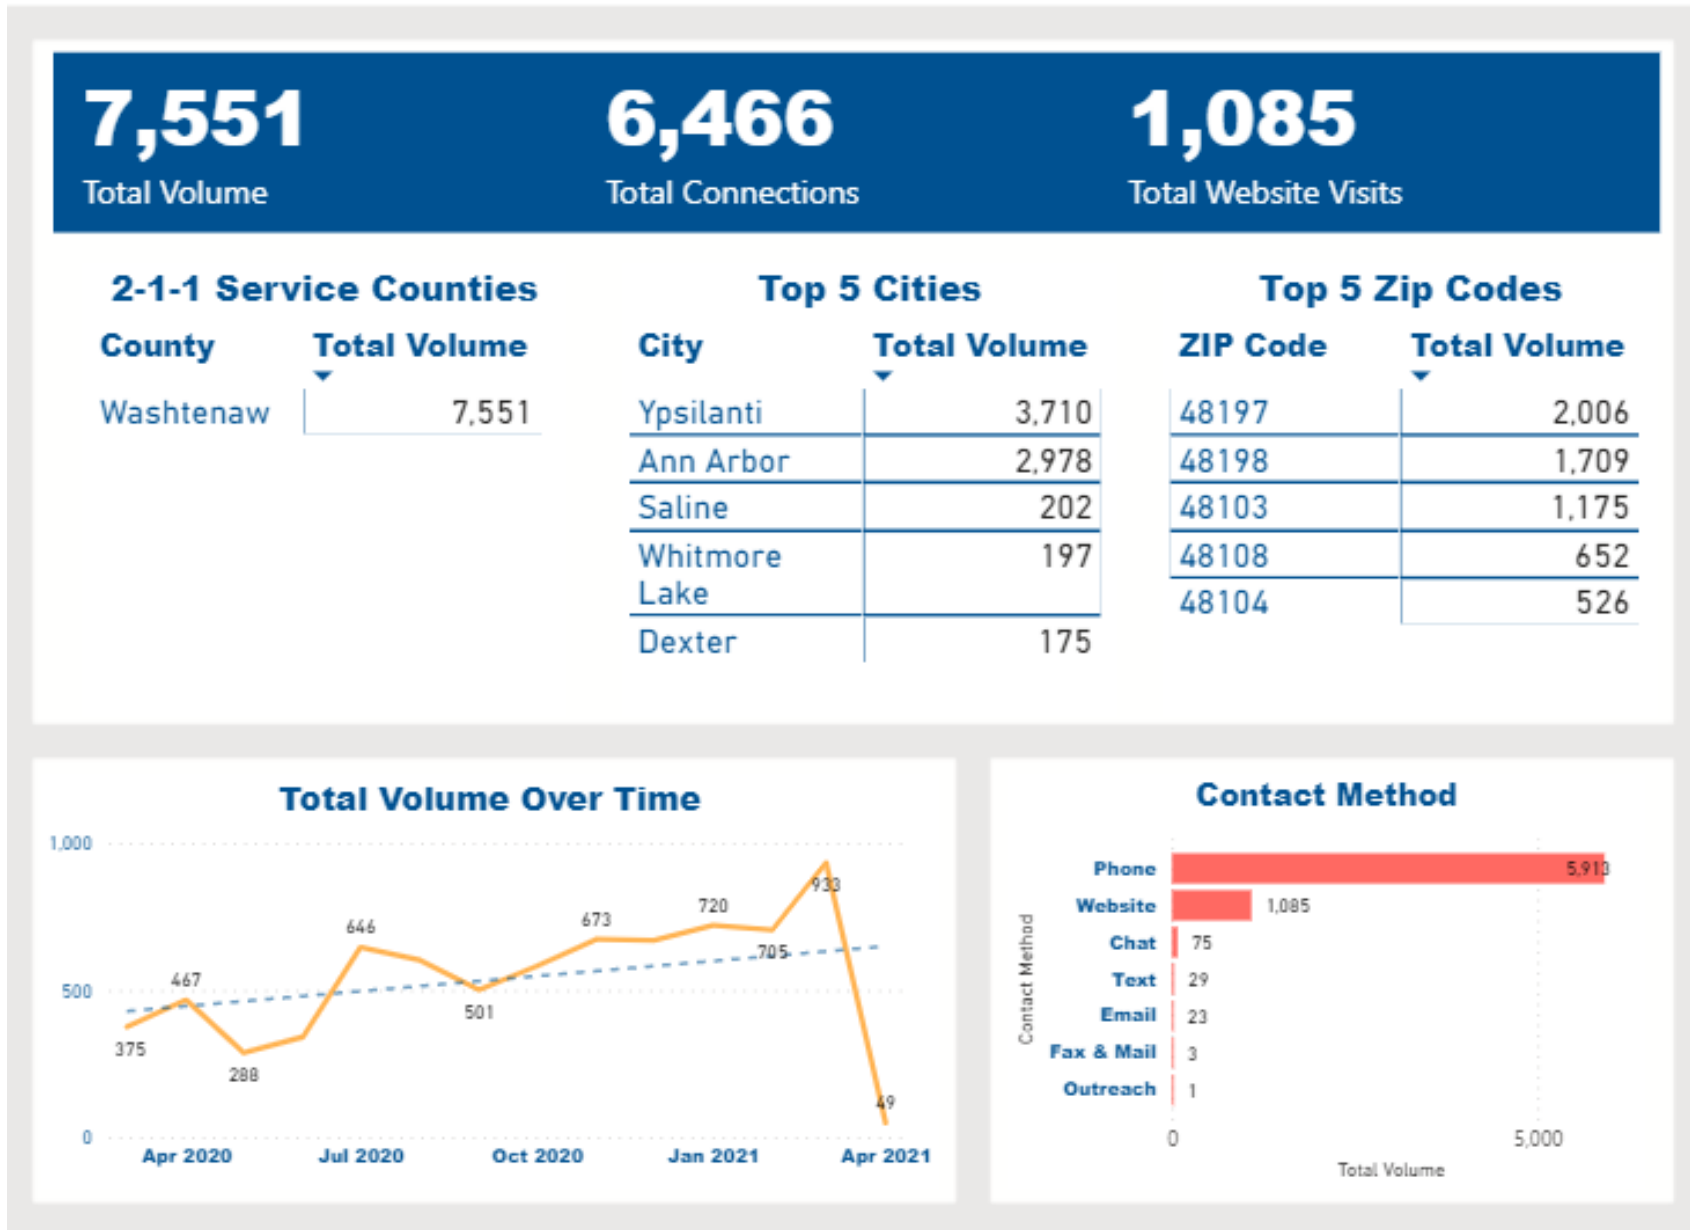 7,551
Total Volume
6,466
Total Connections
1,085
Total Website Visits
2-1-1 Service Counties
County Total Volume
Washtenaw 7,551
Top 5 Cities
City Total Volume
Ypsilanti 3,710
Ann Arbor 2,978
Saline 202
Whitmore 197
Lake
Dexter 175
Top 5 Zip Codes
ZIP Code Total Volume
48197 2,006
48198 1,709
48103 1,175
48108 652
48104 526
Total Volume Over Time
1,000
500
0
375
467
288
646
501
673
720
705
933
49
Apr 2020 Jul 2020 Oct 2020 Jan 2021 Apr 2021
Contact Method
Contact Method
Phone 5,913
Website 1,085
Chat 75
Text 29
Email 23
Fax & Mail 3
Outreach 1
0 5,000
Total Volume